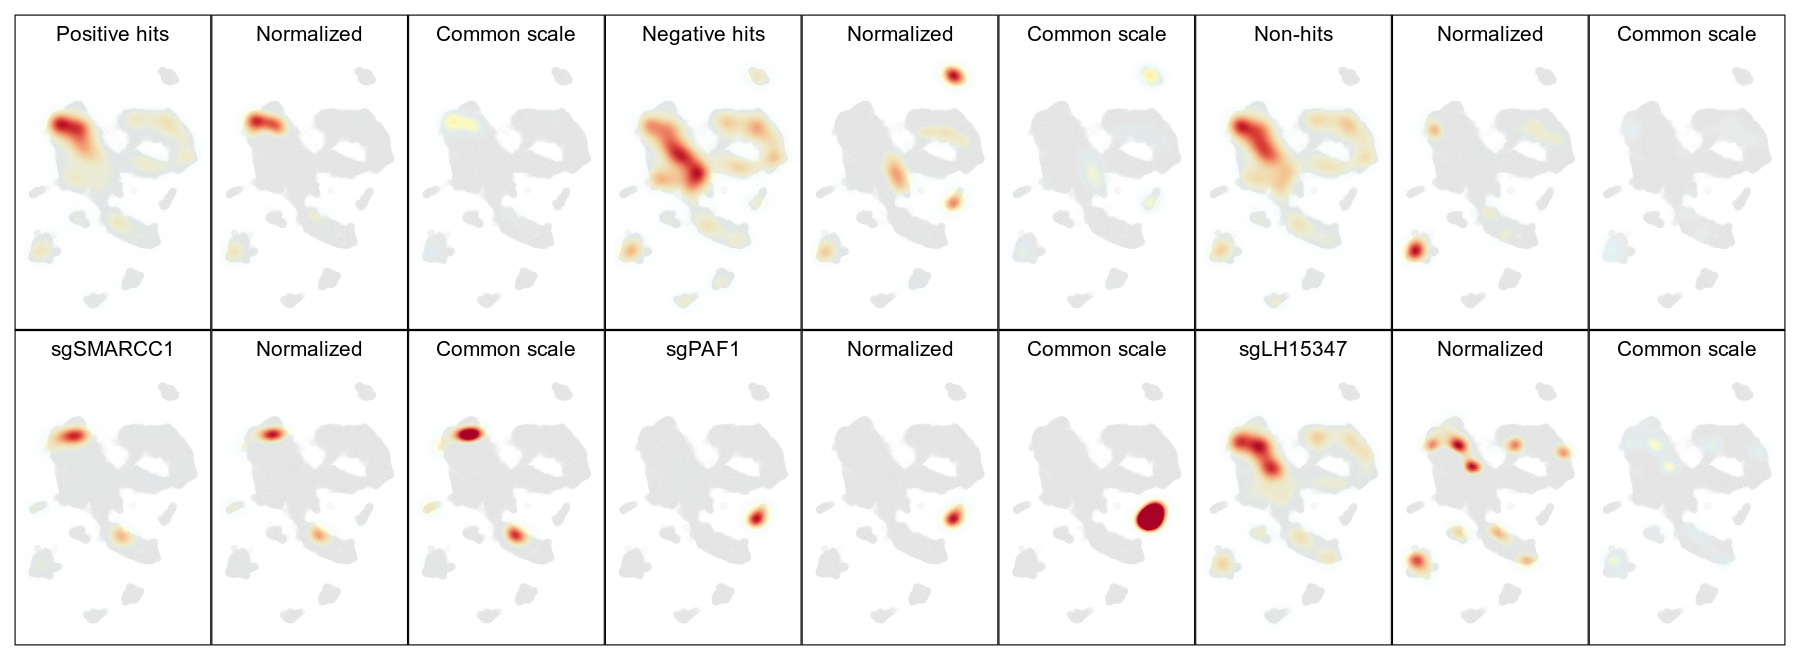 Positive hits
Normalized
Common scale
Negative hits
Normalized
Common scale
Non-hits
Normalized
Common scale
sgSMARCC1
Normalized
Common scale
sgPAF1
Normalized
Common scale
sgLH15347
Normalized
Common scale